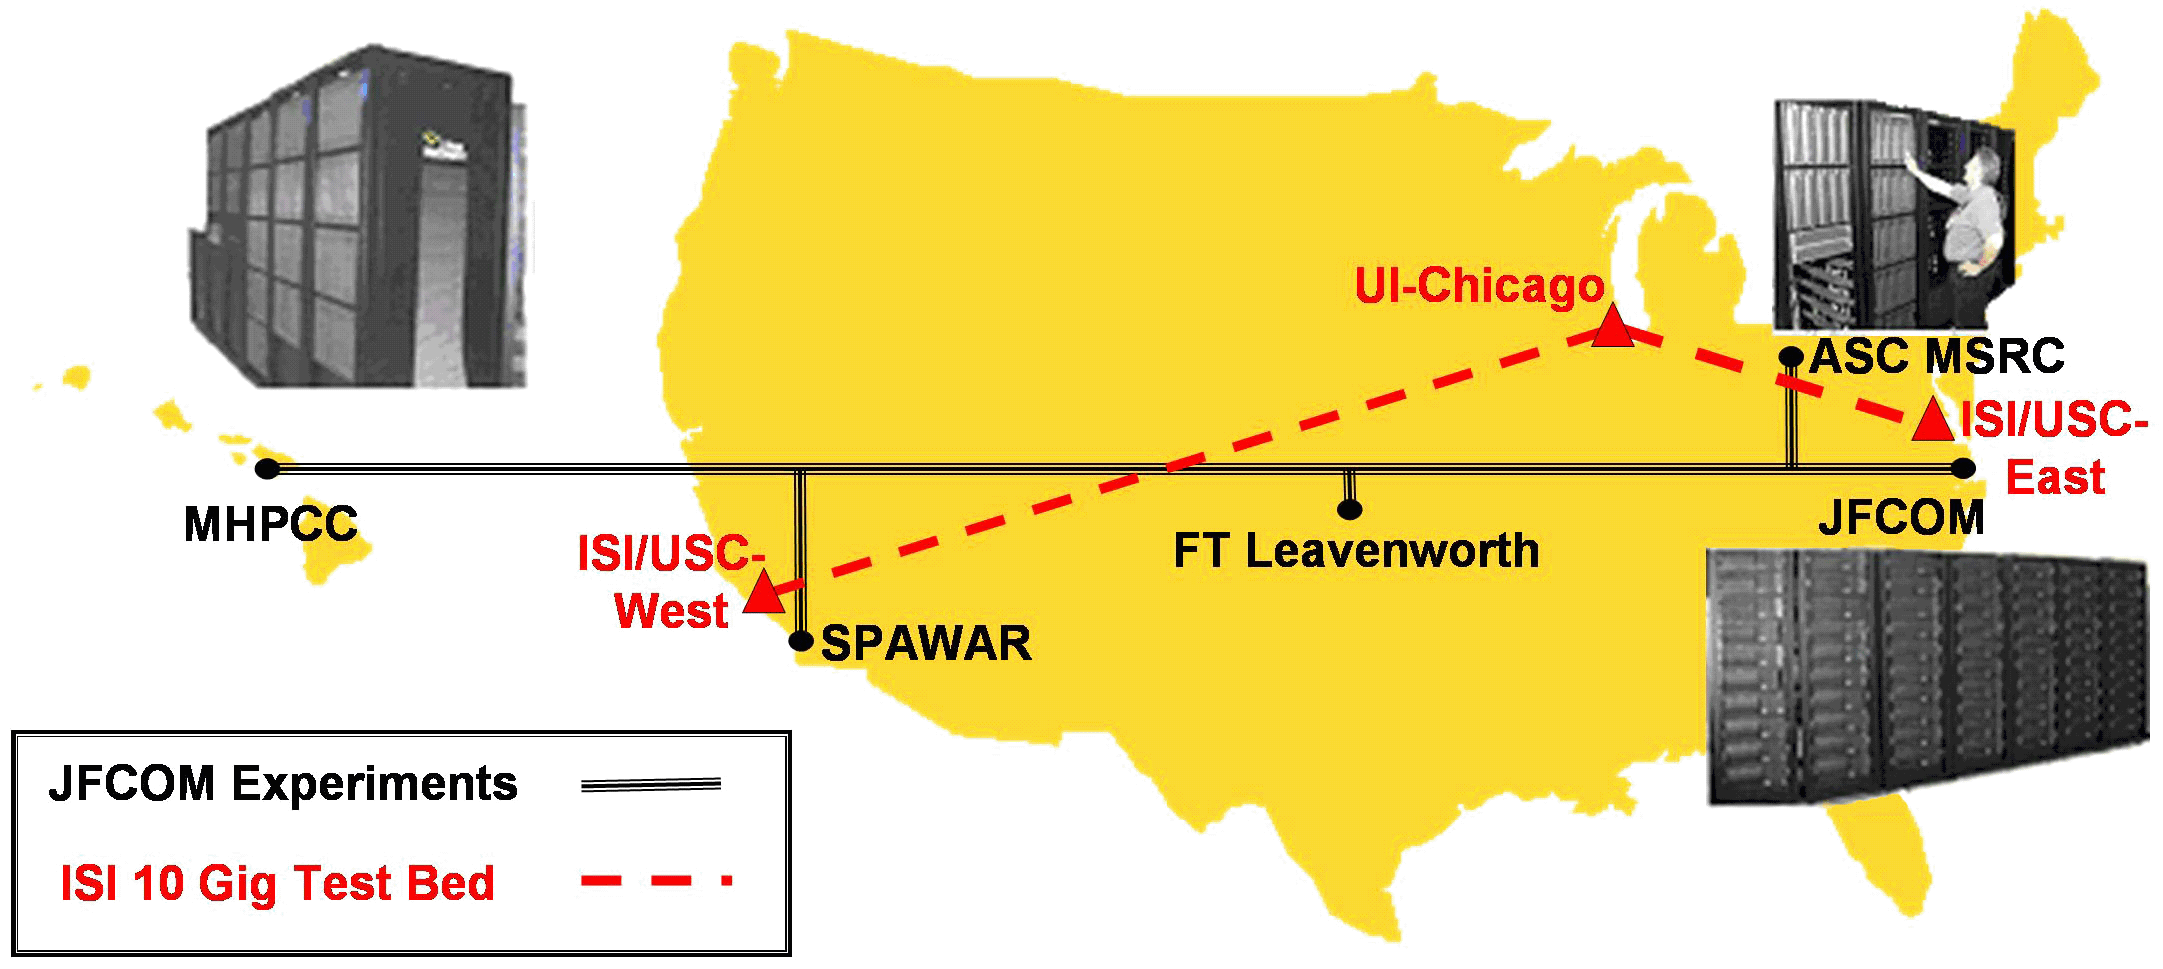 UI-Chicago
ASC MSRC
ISI/USC-
East
MHPCC
JFCOM
ISI/USC-
West
FT Leavenworth
SPAWAR
JFCOM Experiments
ISI 10 Gig Test Bed